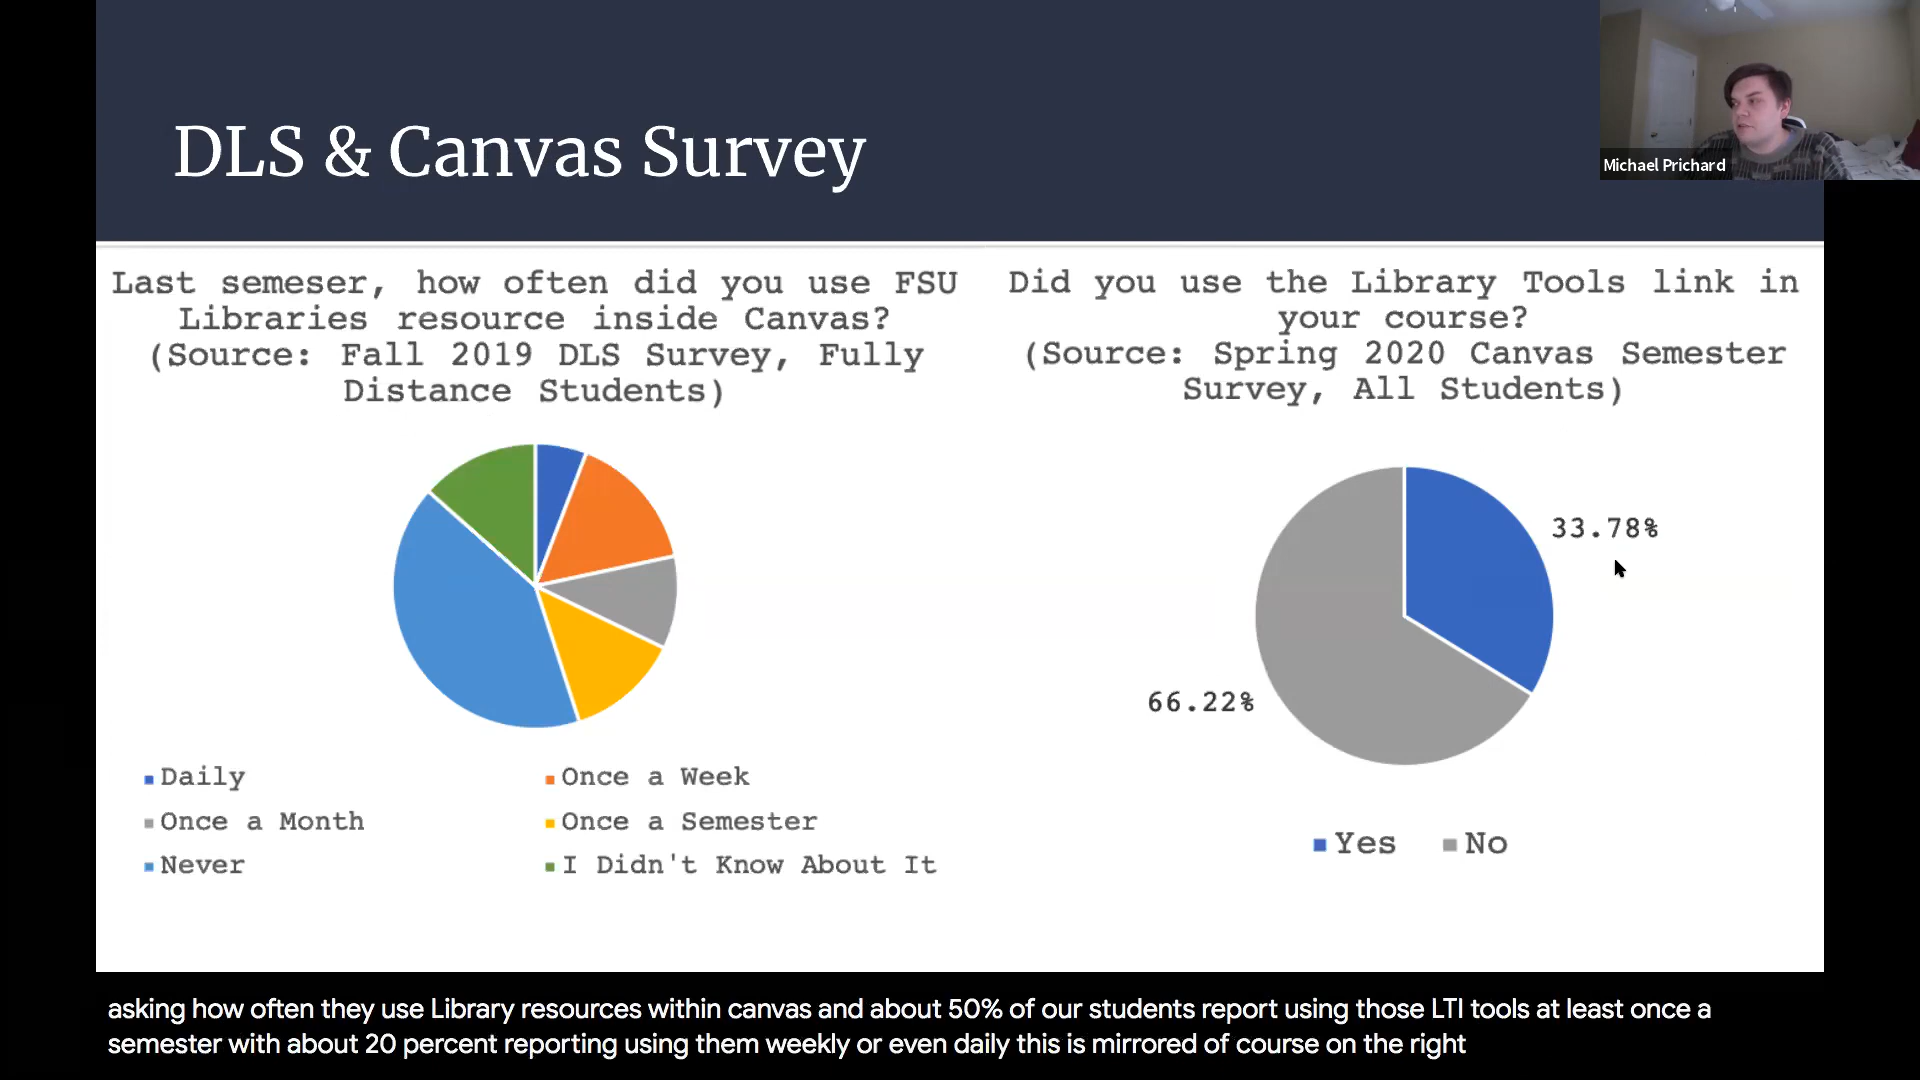 DLS & Canvas Survey
Michael Prichard
Last semeser, how often did you use FSU
Libraries resource inside Canvas?
(Source: Fall 2019 DLS Survey, Fully
Distance Students)
Daily
Once a Week
Once a Month
Once a Semester
Never
I Didn't Know About It
Did you use the Library Tools link in
your course?
(Source: Spring 2020 Canvas Semester
Survey, All Students)
33.78%
66.22%
Yes
No
asking how often they use Library resources within canvas and about 50% of our students report using those LTI tools at least once a
semester with about 20 percent reporting using them weekly or even daily this is mirrored of course on the right